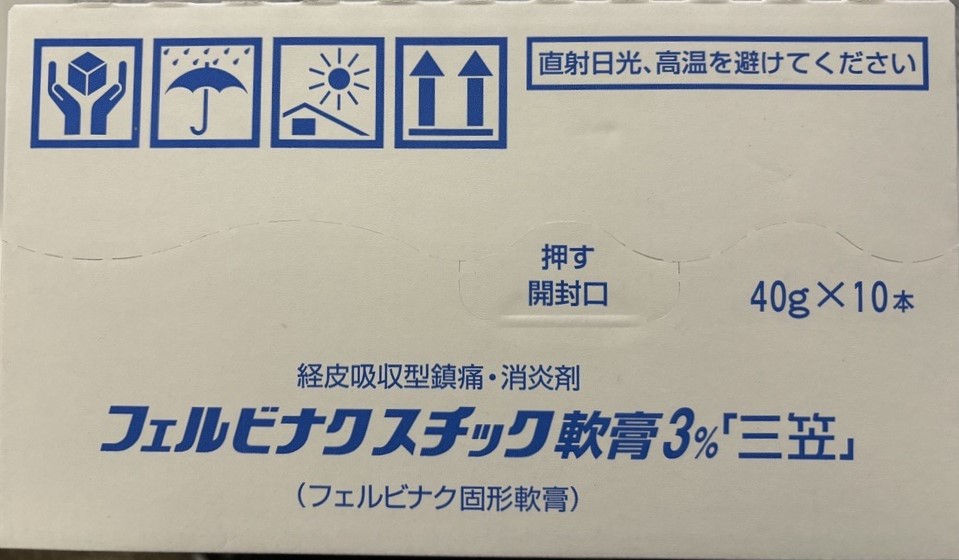 直射日光、高温を避けてください
押す
開封口
40g×10本
経皮吸収型鎮痛・消炎剤
フェルビナクスチック軟膏3%「三笠」
（フェルビナク固形軟膏）